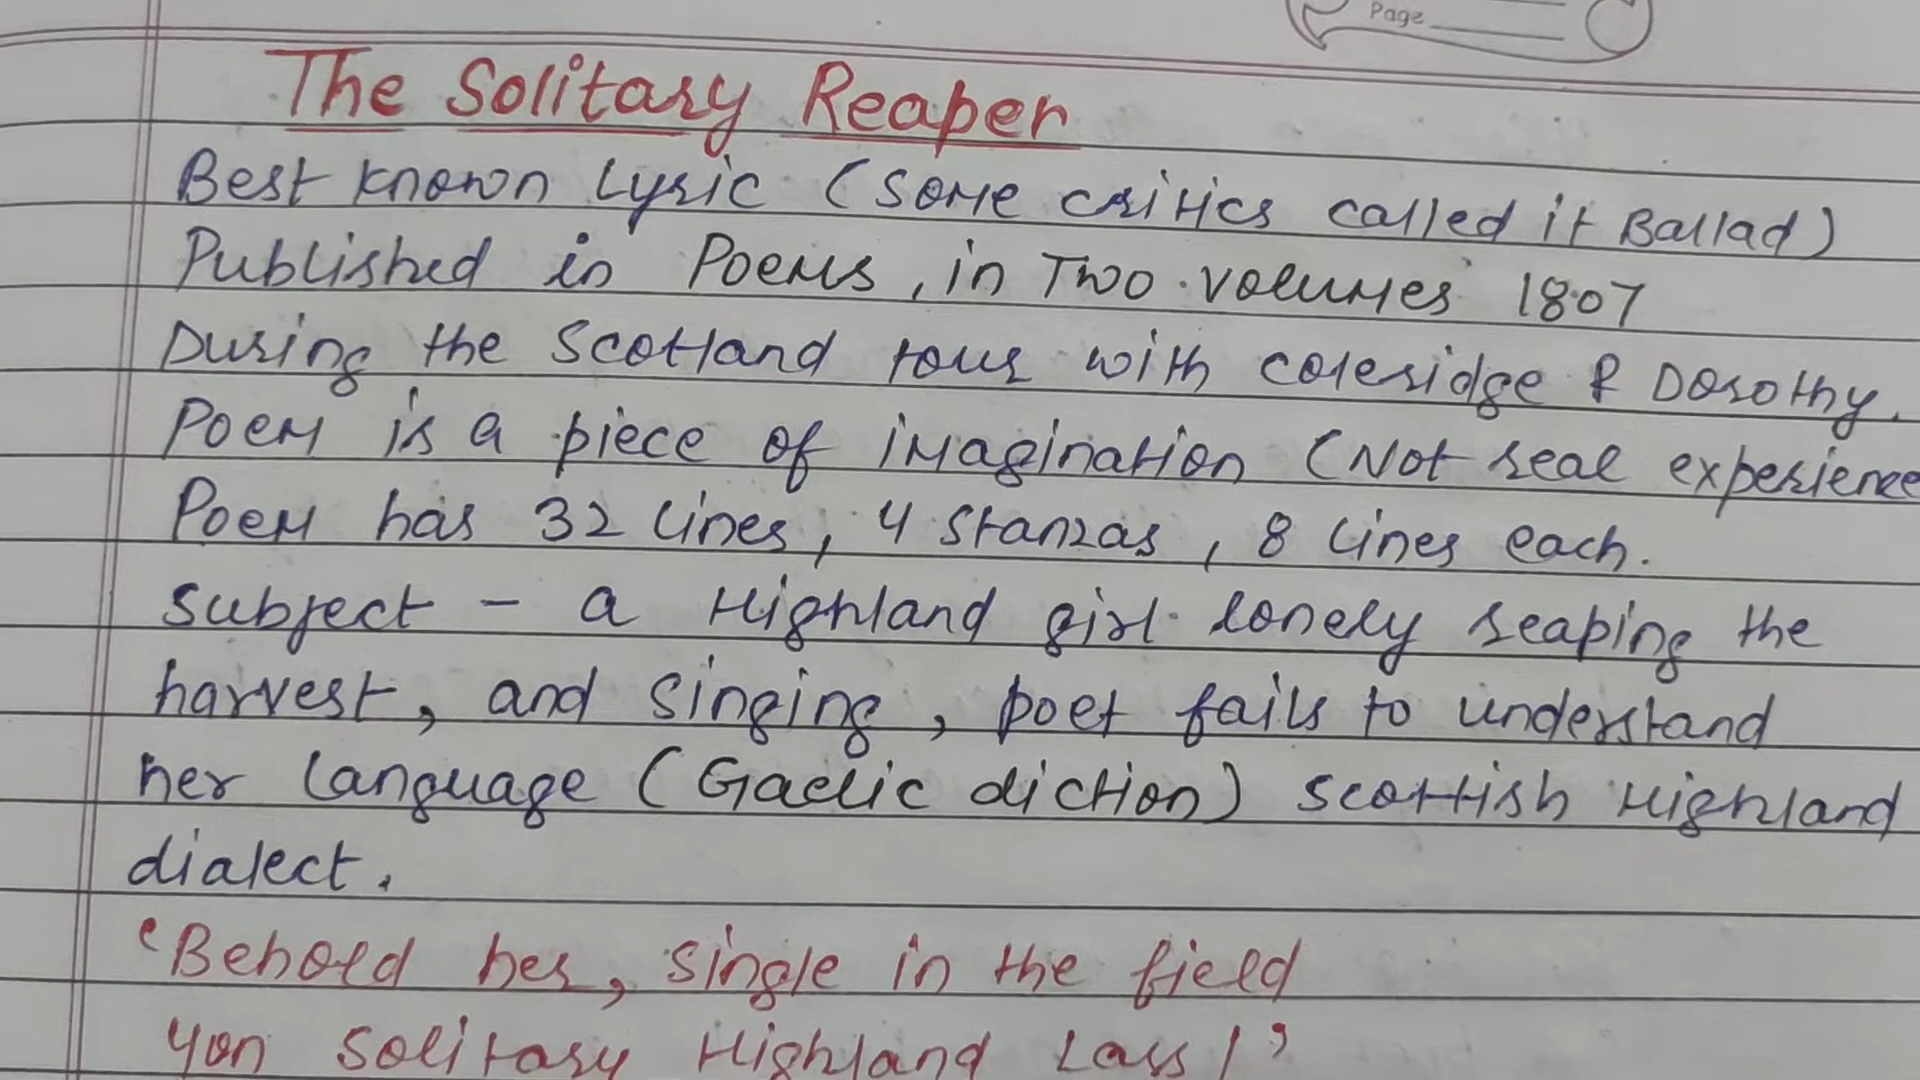 Page
The Solitary Reaper
Best known Lyric (some critics called it Ballad)
Published in Poems, in Two volumes 1807
During the Scotland tour with coleridge & Dorothy.
Poem is a piece of imagination (Not real experience
Poem has 32 lines, 4 stanzas, 8 lines each.
subject - a Highland girl lonely reaping the
harvest, and singing, poet fails to understand
her language (Gaelic diction) scottish Highland
dialect.
'Behold her, single in the field
yon solitary Highland Lass!'